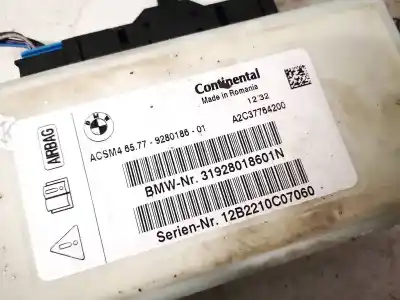 Continental
Made in Romania
12 32
A2C37764200
BMW
ACSM4 65.77 - 9280186 - 01
AIRBAG
BMW-Nr. 31928018601N
Serien-Nr. 12B2210C07060